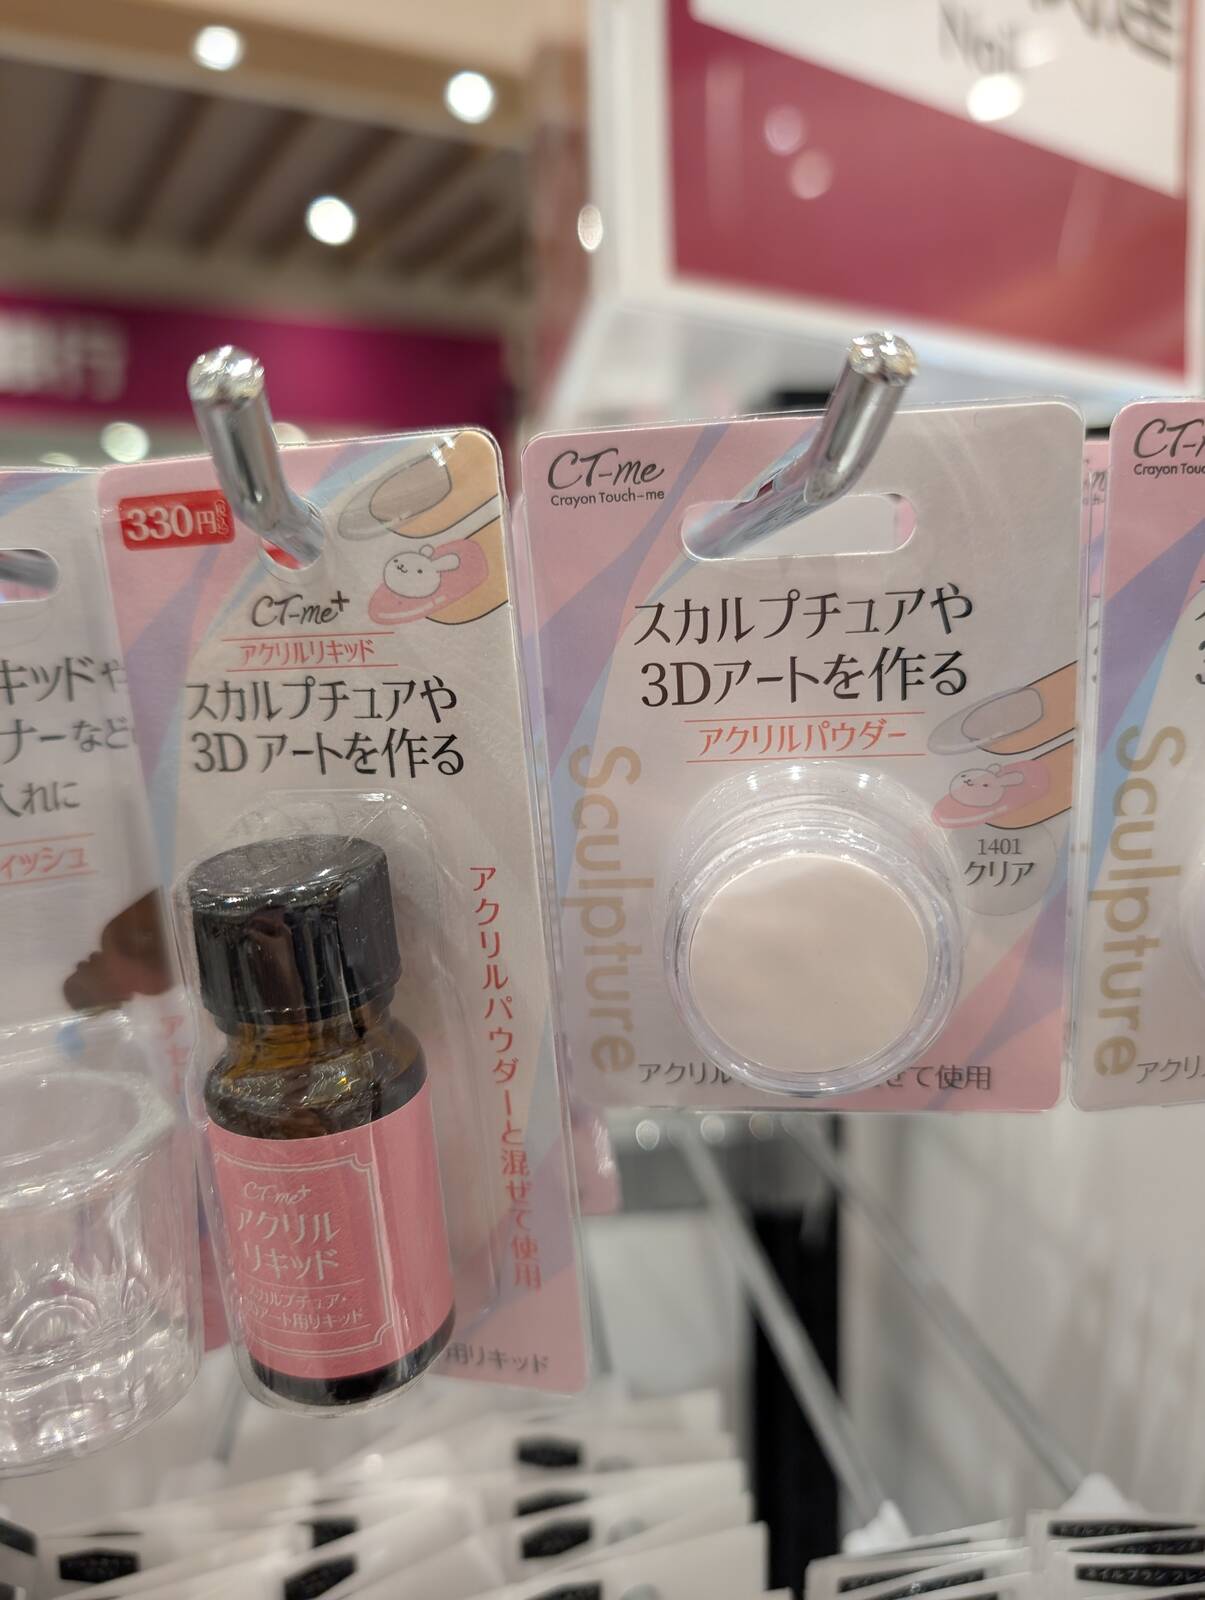 Nail
330円
CT-me+
アクリルリキッド
スカルプチュアや
3Dアートを作る
アクリルパウダーと混ぜて使用
CT-me+
アクリル
リキッド
スカルプチュア・
アート用リキッド
用リキッド
キッドや
ナーなど
入れに
ィッシュ
CT-me
Crayon Touch-me
スカルプチュアや
3Dアートを作る
アクリルパウダー
Sculpture
1401
クリア
アクリル
ぜて使用
CT-
Crayon Touc
Sculpture
アクリ